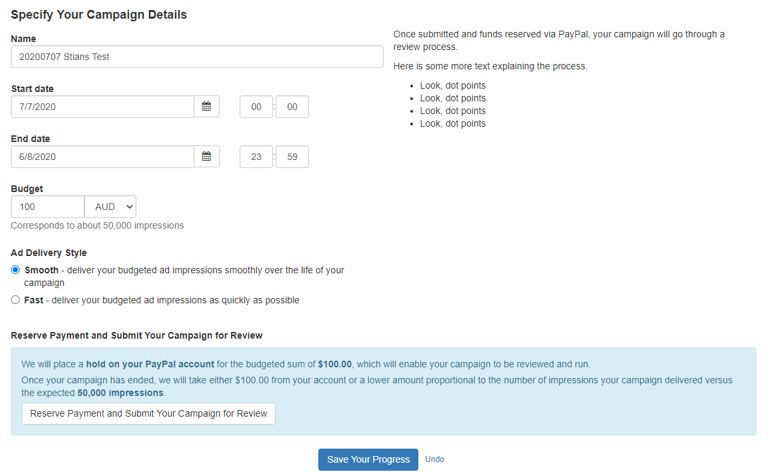 Specify Your Campaign Details
Name
20200707 Stians Test
Start date
7/7/2020
00 : 00
End date
6/8/2020
23 : 59
Budget
100
AUD
Corresponds to about 50,000 impressions
Ad Delivery Style
Smooth - deliver your budgeted ad impressions smoothly over the life of your
campaign
Fast - deliver your budgeted ad impressions as quickly as possible
Once submitted and funds reserved via PayPal, your campaign will go through a
review process.
Here is some more text explaining the process.
• Look, dot points
• Look, dot points
• Look, dot points
• Look, dot points
Reserve Payment and Submit Your Campaign for Review
We will place a hold on your PayPal account for the budgeted sum of $100.00, which will enable your campaign to be reviewed and run.
Once your campaign has ended, we will take either $100.00 from your account or a lower amount proportional to the number of impressions your campaign delivered versus
the expected 50,000 impressions.
Reserve Payment and Submit Your Campaign for Review
Save Your Progress
Undo